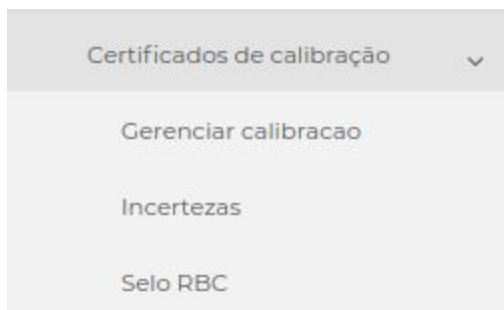 Certificados de calibração
Gerenciar calibracao
Incertezas
Selo RBC